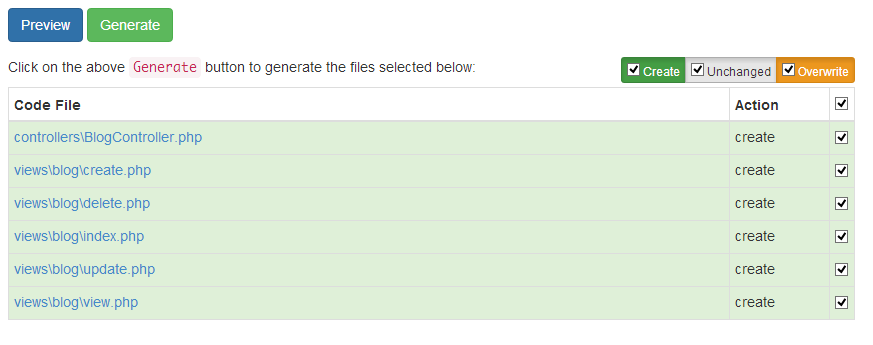 Preview Generate
Click on the above Generate button to generate the files selected below: Create Unchanged Overwrite
Code File Action
controllers\BlogController.php create
views\blog\create.php create
views\blog\delete.php create
views\blog\index.php create
views\blog\update.php create
views\blog\view.php create